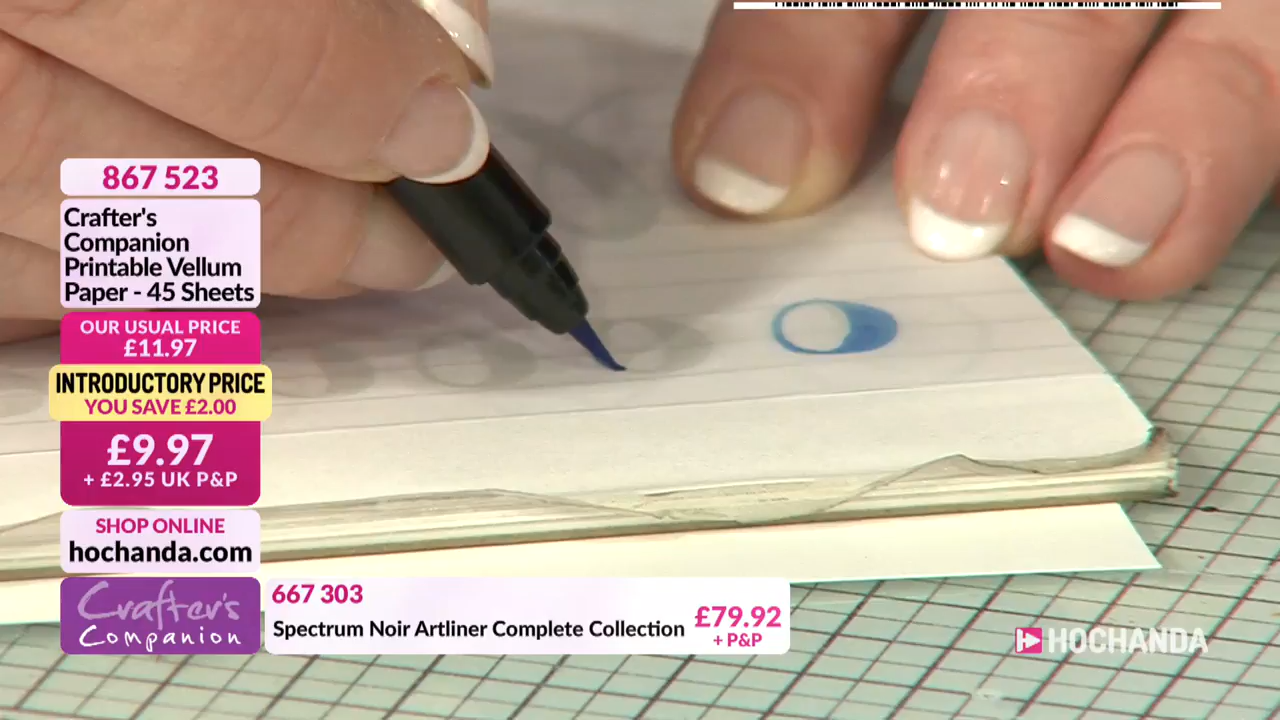 867 523
Crafter's
Companion
Printable Vellum
Paper - 45 Sheets
OUR USUAL PRICE
£11.97
INTRODUCTORY PRICE
YOU SAVE £2.00
£9.97
+ £2.95 UK P&P
SHOP ONLINE
hochanda.com
Crafter's
Companion
667 303
Spectrum Noir Artliner Complete Collection
£79.92
+ P&P
HOCHANDA